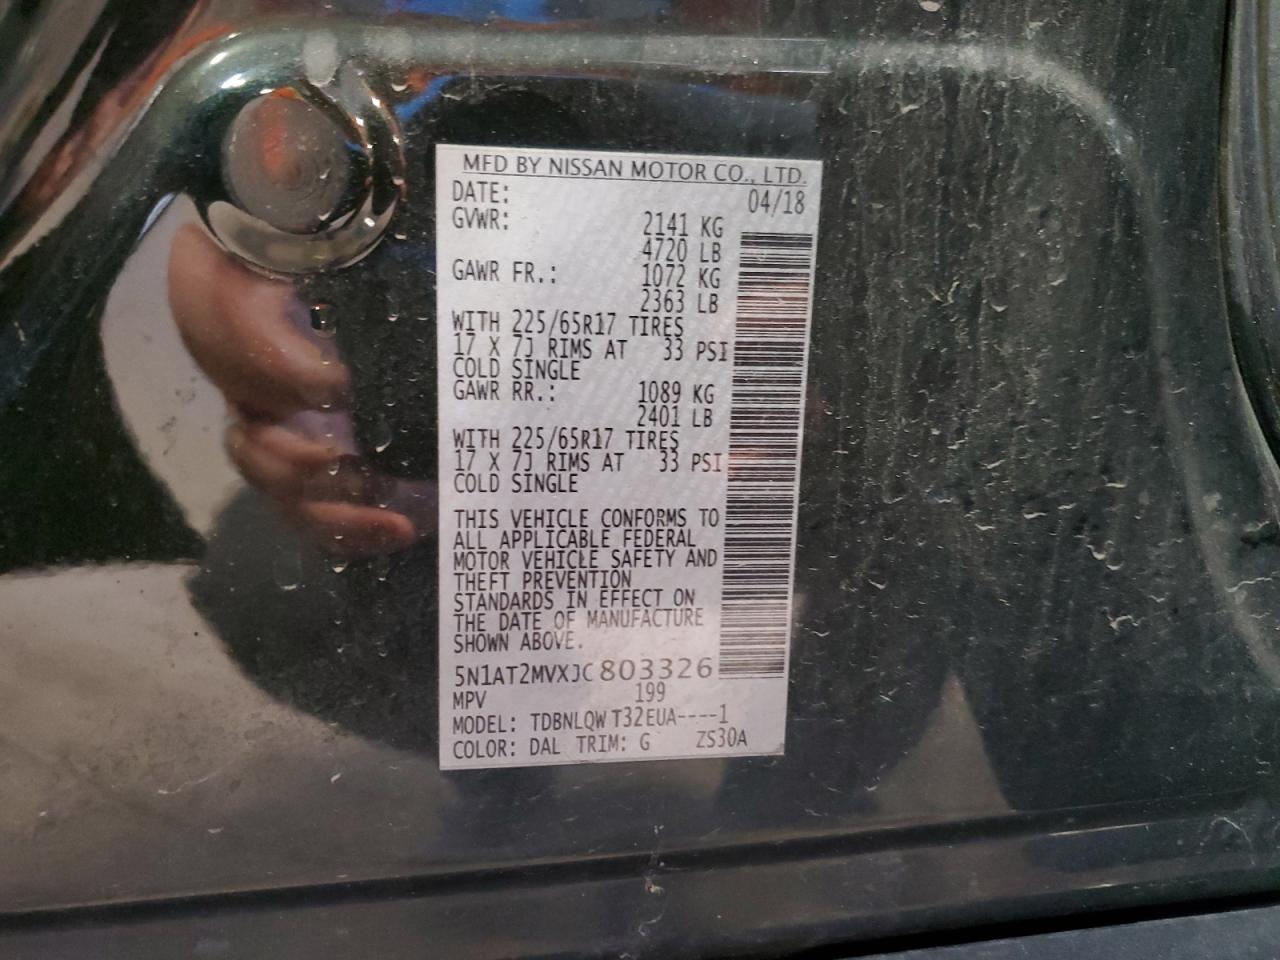 MFD BY NISSAN MOTOR CO., LTD.
DATE: 04/18
GVWR: 2141 KG
4720 LB
GAWR FR.: 1072 KG
2363 LB
WITH 225/65R17 TIRES
17 X 7J RIMS AT 33 PSI
COLD SINGLE
GAWR RR.: 1089 KG
2401 LB
WITH 225/65R17 TIRES
17 X 7J RIMS AT 33 PSI
COLD SINGLE
THIS VEHICLE CONFORMS TO
ALL APPLICABLE FEDERAL
MOTOR VEHICLE SAFETY AND
THEFT PREVENTION
STANDARDS IN EFFECT ON
THE DATE OF MANUFACTURE
SHOWN ABOVE.
5N1AT2MVXJC803326
MPV 199
MODEL: TDBNLQW T32EUA----1
COLOR: DAL TRIM: G ZS30A